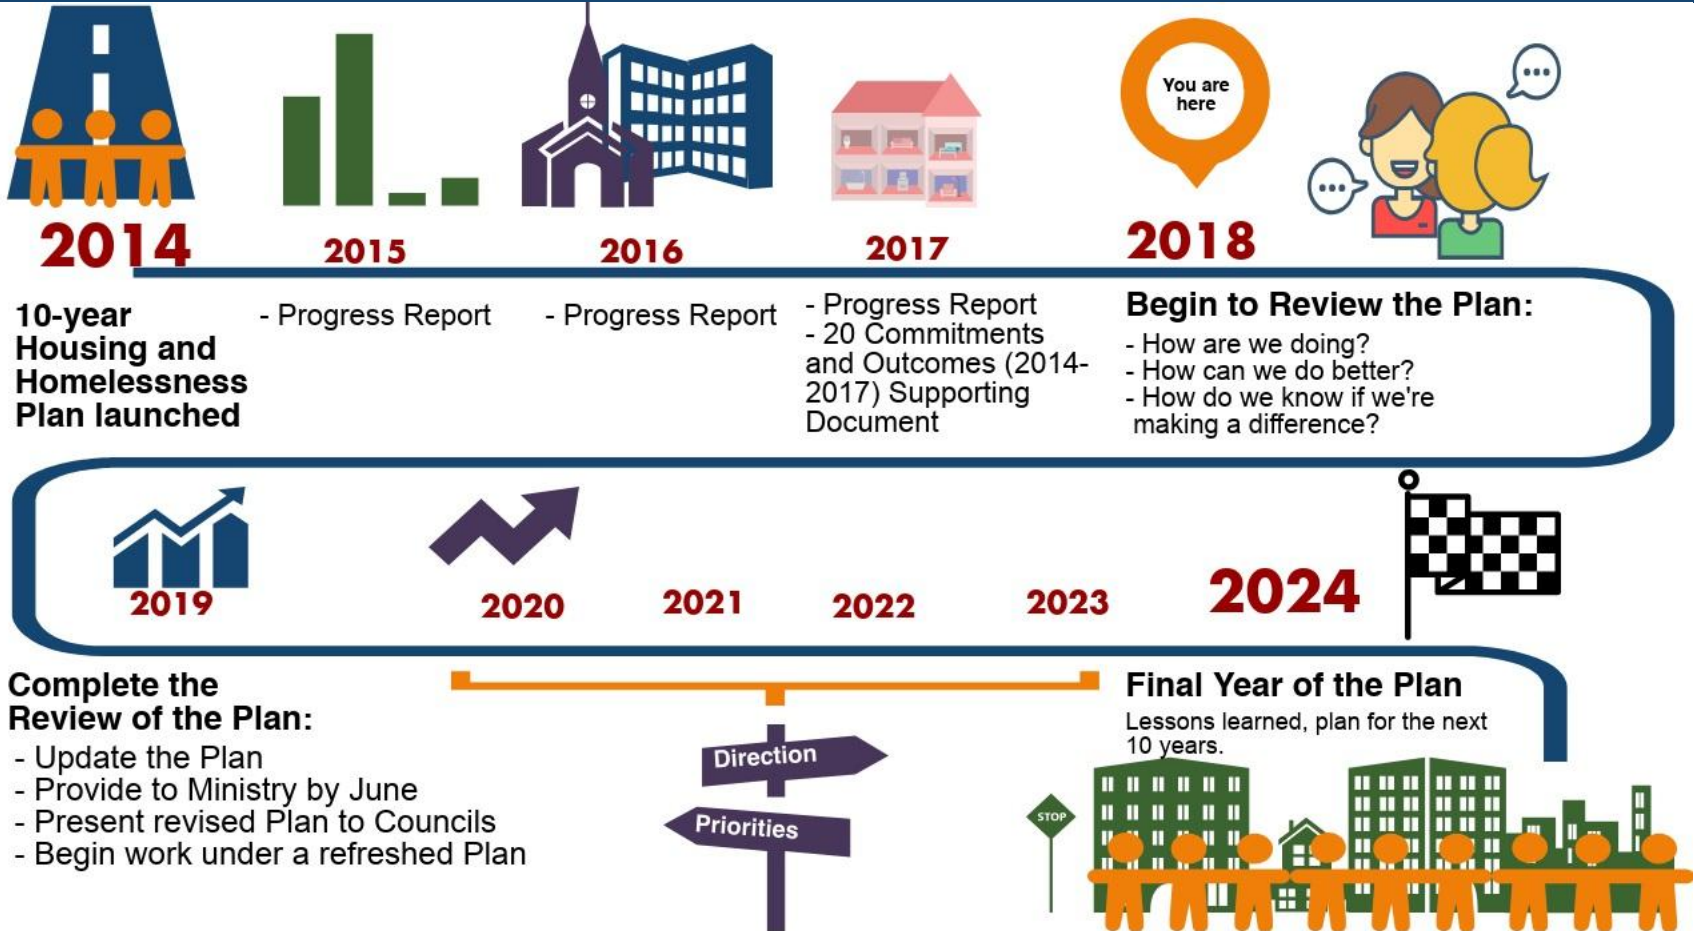 You are
here
2014
2015
2016
2017
2018
10-year
Housing and
Homelessness
Plan launched
- Progress Report
- Progress Report
- Progress Report
- 20 Commitments
and Outcomes (2014-
2017) Supporting
Document
Begin to Review the Plan:
- How are we doing?
- How can we do better?
- How do we know if we're
making a difference?
2019
2020
2021
2022
2023
2024
Complete the
Review of the Plan:
- Update the Plan
- Provide to Ministry by June
- Present revised Plan to Councils
- Begin work under a refreshed Plan
Direction
Priorities
Final Year of the Plan
Lessons learned, plan for the next
10 years.
STOP